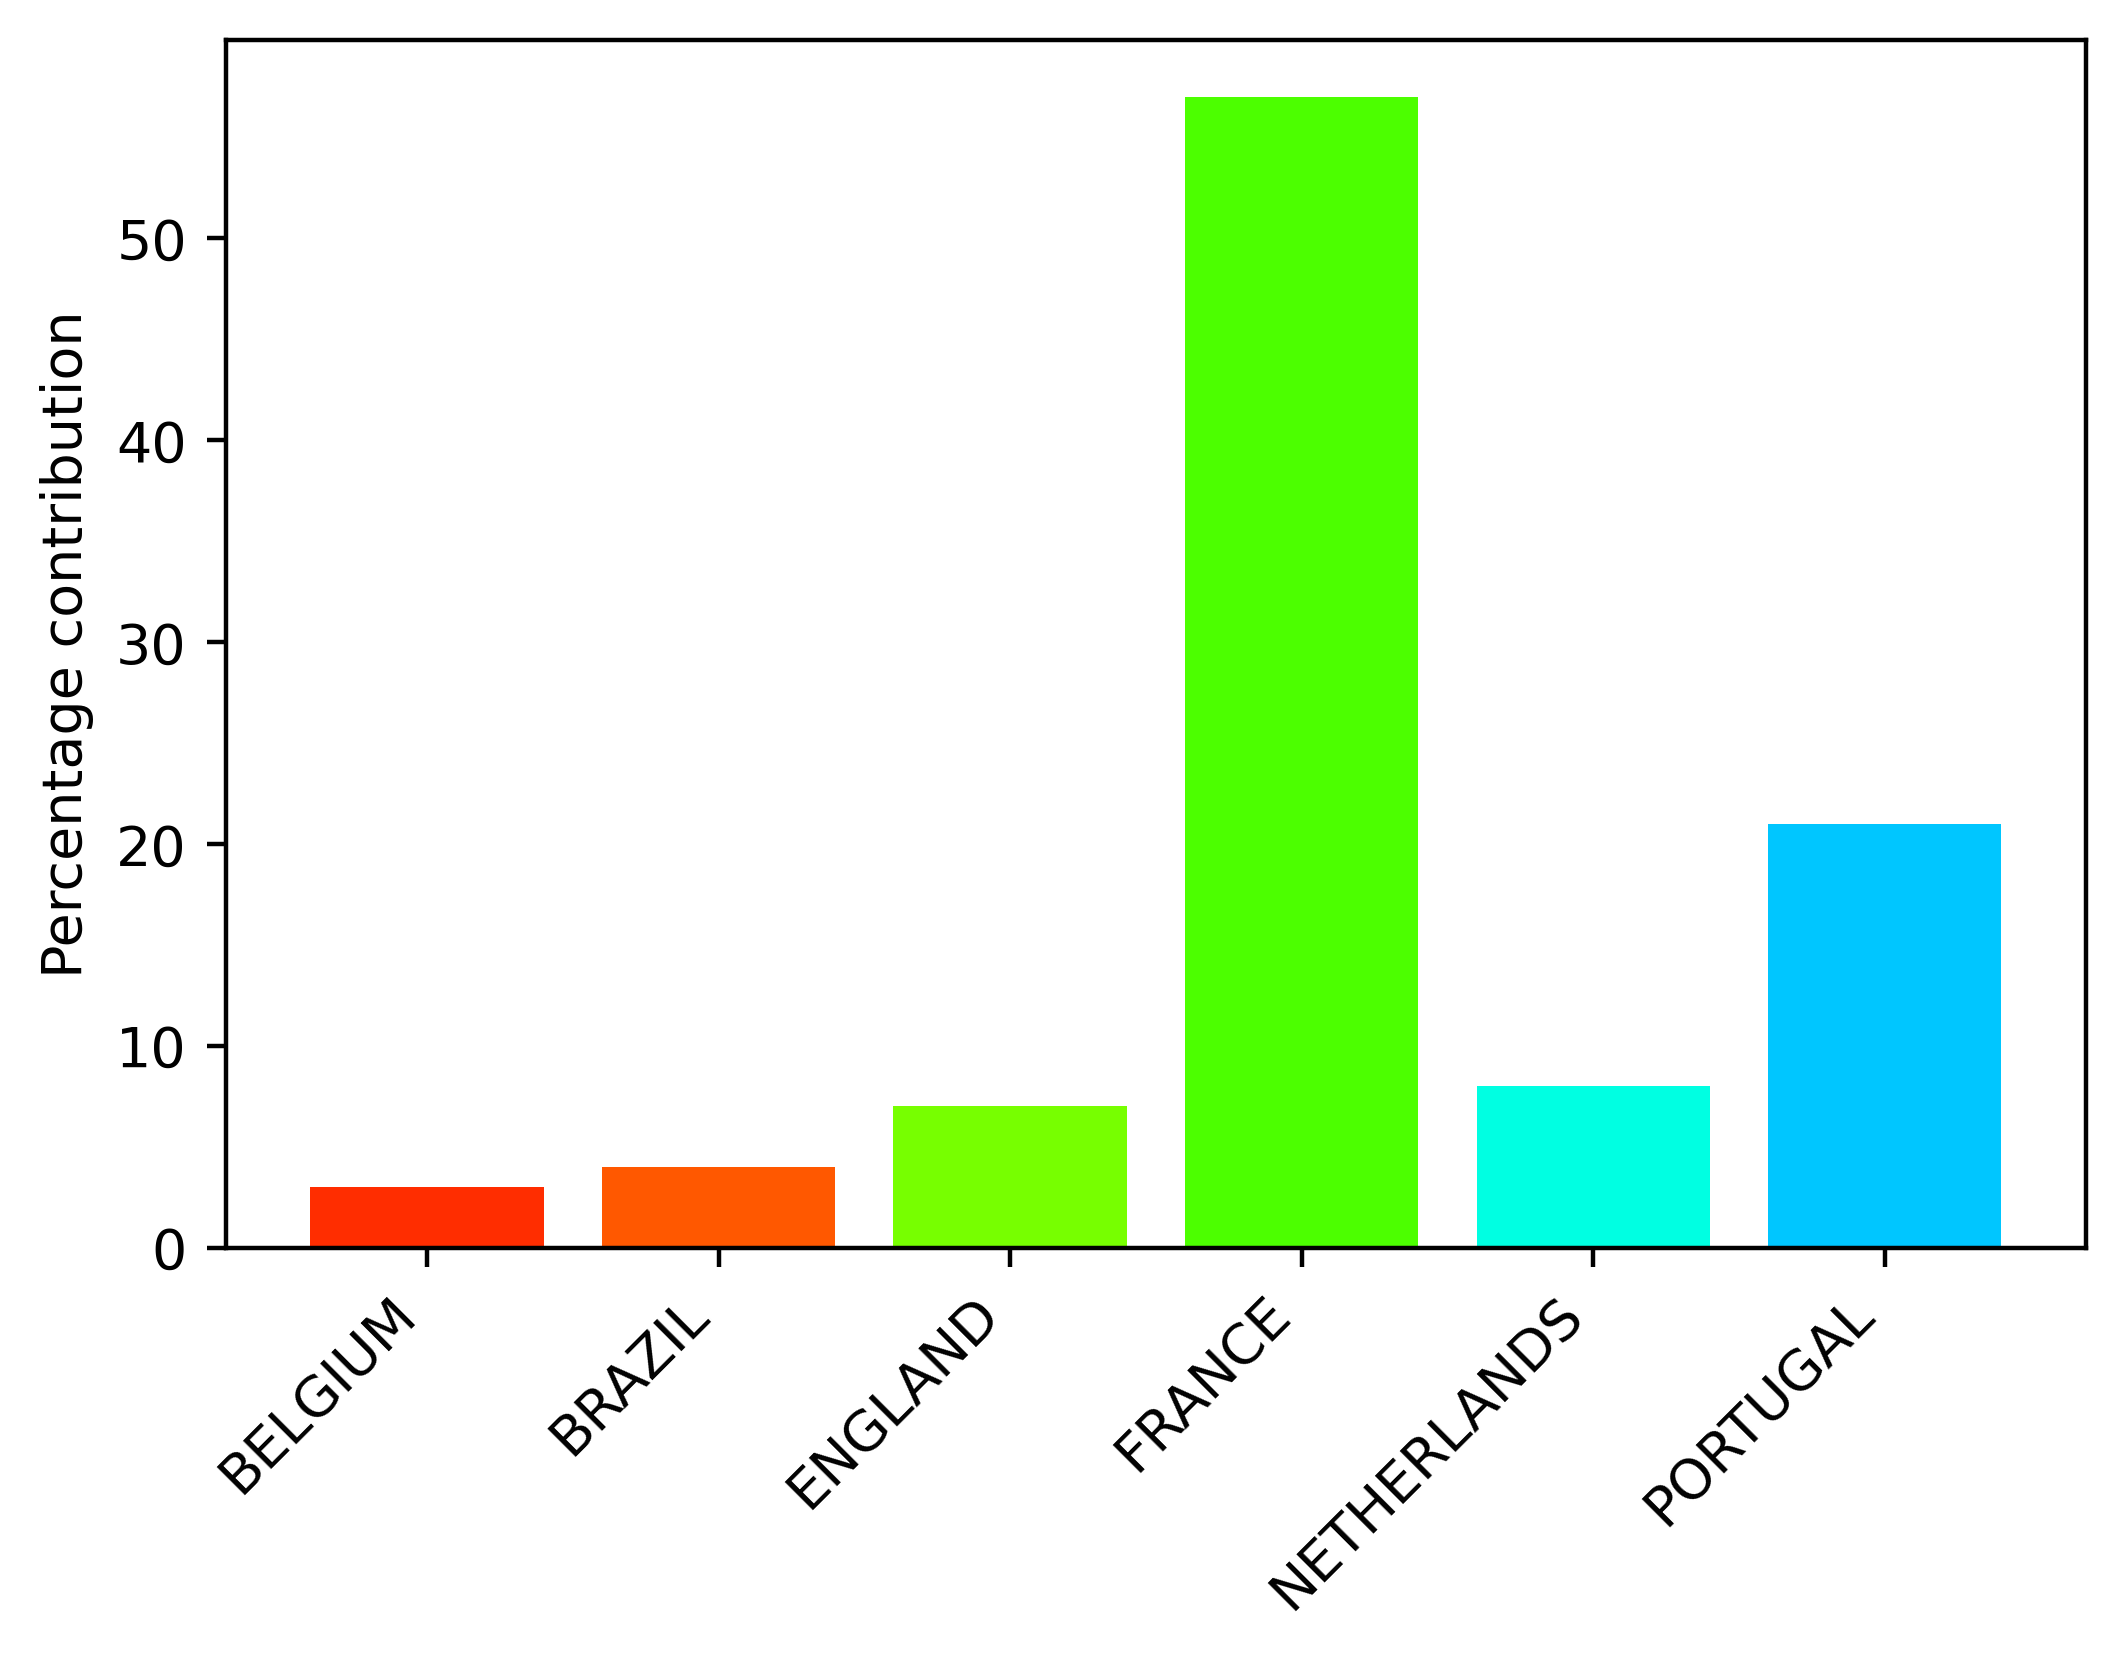 Percentage contribution
50
40
30
20
10
0
BELGIUM
BRAZIL
ENGLAND
FRANCE
NETHERLANDS
PORTUGAL